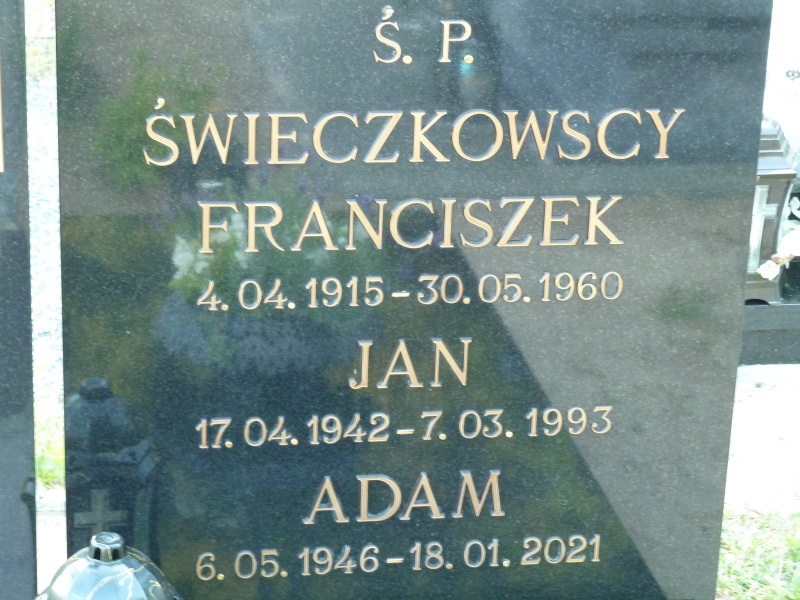 Ś. P.
ŚWIECZKOWSCY
FRANCISZEK
4. 04. 1915 – 30. 05. 1960
JAN
17. 04. 1942 – 7. 03. 1993
ADAM
6. 05. 1946 – 18. 01. 2021